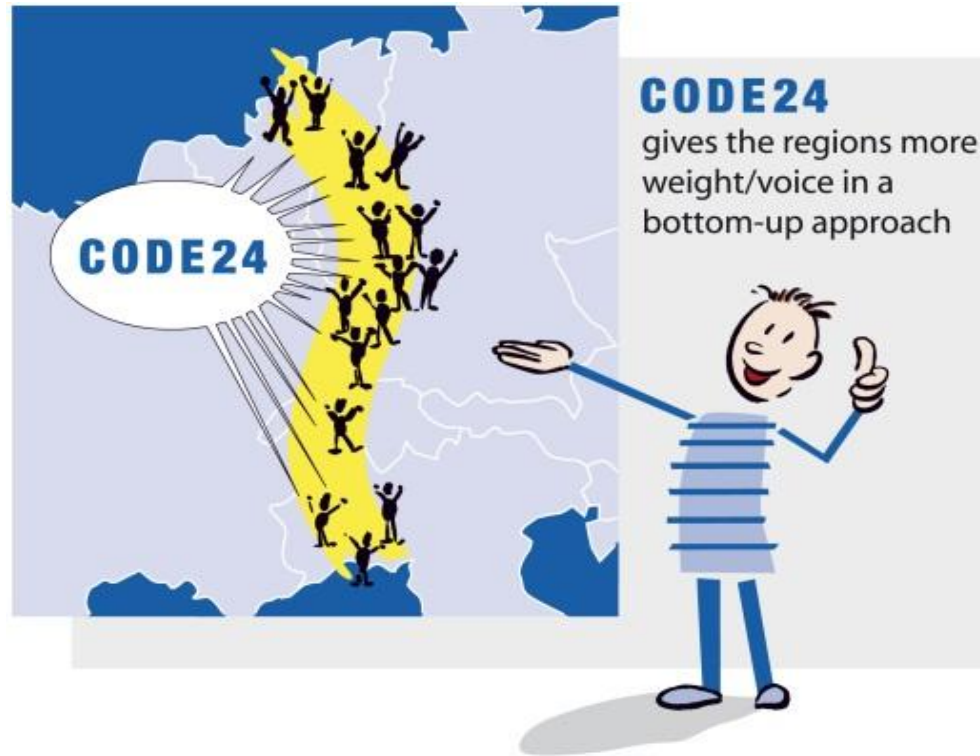 CODE24
CODE24
gives the regions more
weight/voice in a
bottom-up approach